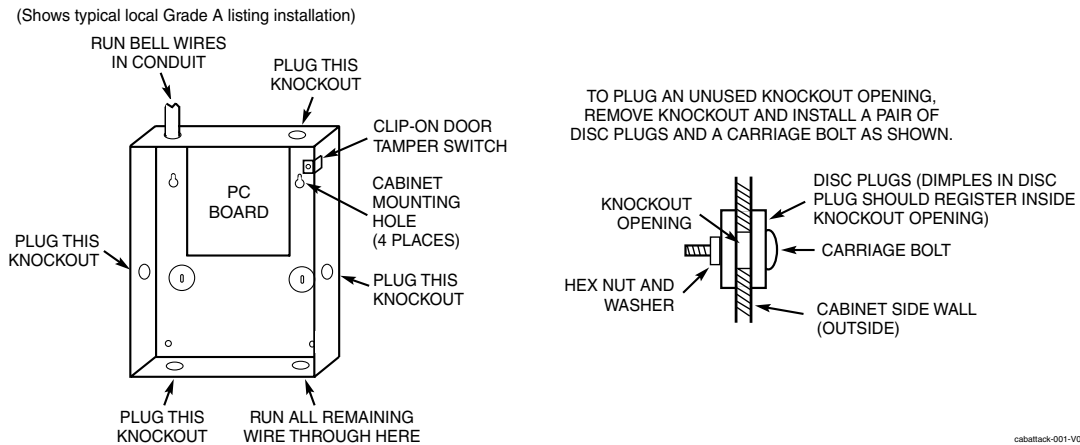 (Shows typical local Grade A listing installation)
RUN BELL WIRES
IN CONDUIT
PLUG THIS
KNOCKOUT
CLIP-ON DOOR
TAMPER SWITCH
PC
BOARD
CABINET
MOUNTING
HOLE
(4 PLACES)
PLUG THIS
KNOCKOUT
PLUG THIS
KNOCKOUT
PLUG THIS
KNOCKOUT
RUN ALL REMAINING
WIRE THROUGH HERE
TO PLUG AN UNUSED KNOCKOUT OPENING,
REMOVE KNOCKOUT AND INSTALL A PAIR OF
DISC PLUGS AND A CARRIAGE BOLT AS SHOWN.
DISC PLUGS (DIMPLES IN DISC
PLUG SHOULD REGISTER INSIDE
KNOCKOUT OPENING)
KNOCKOUT
OPENING
CARRIAGE BOLT
HEX NUT AND
WASHER
CABINET SIDE WALL
(OUTSIDE)
cabattack-001-V0